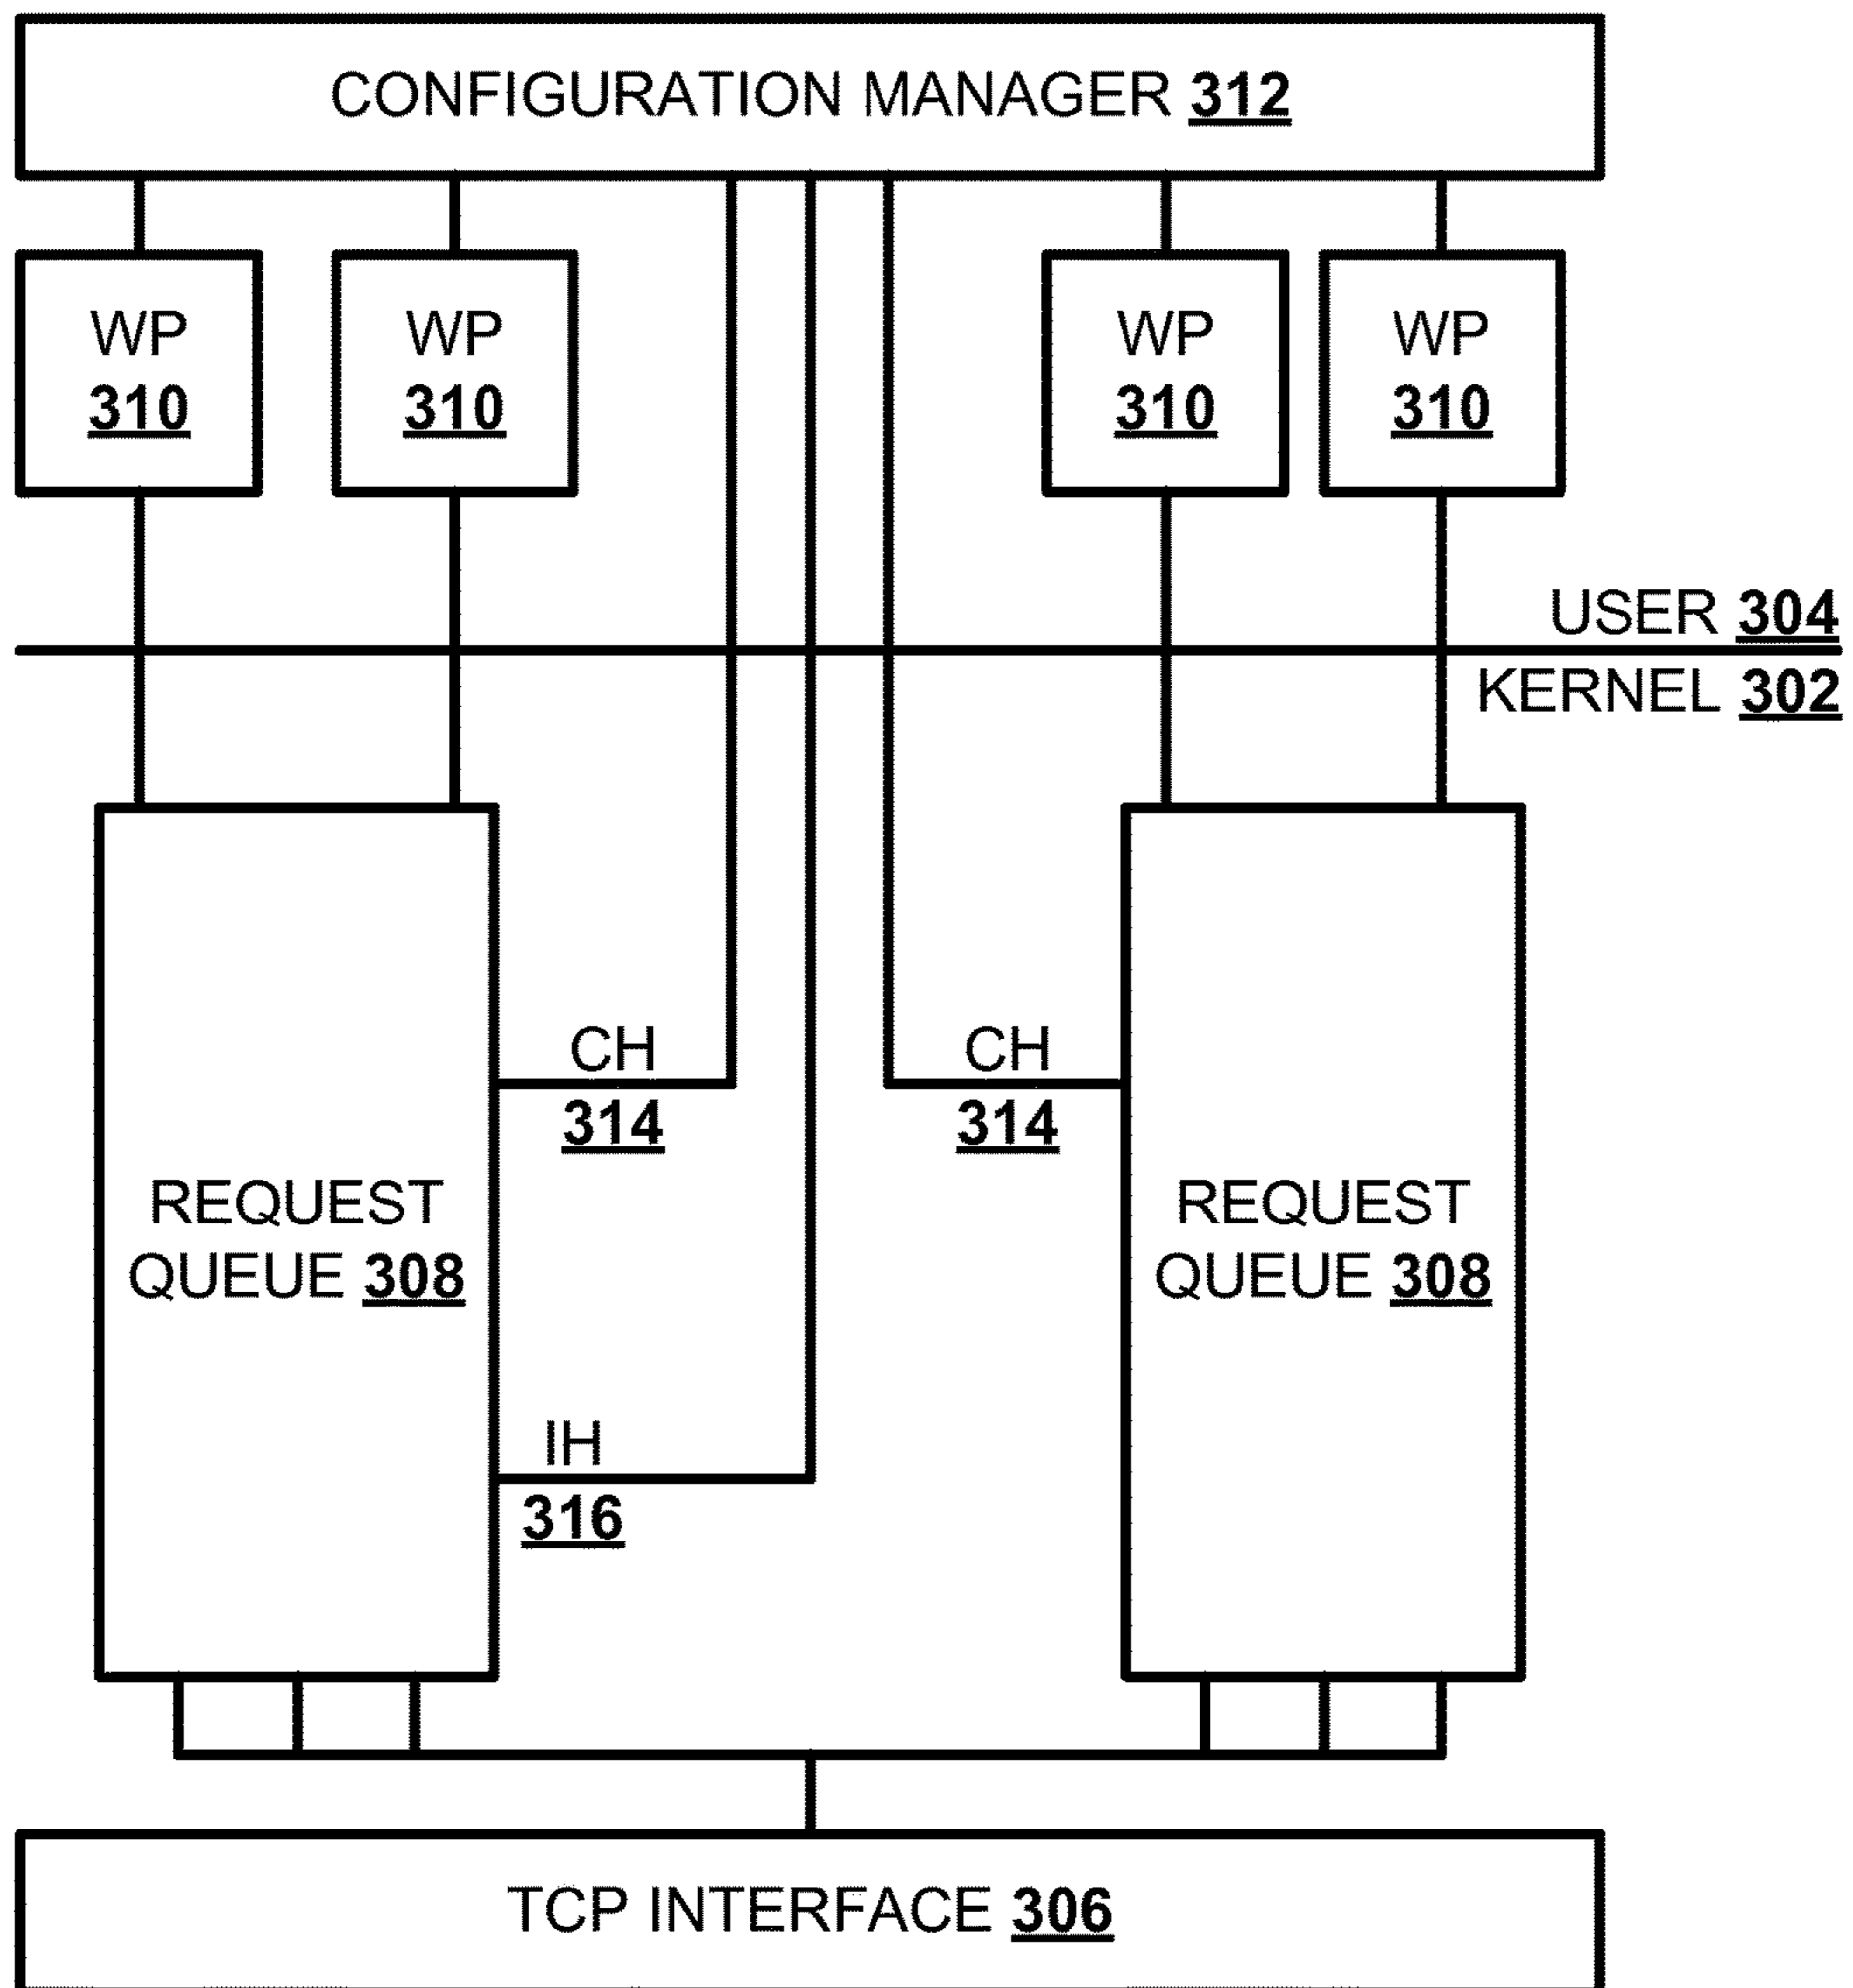 CONFIGURATION MANAGER 312
WP
310
WP
310
WP
310
WP
310
USER 304
KERNEL 302
CH
314
CH
314
REQUEST
QUEUE 308
REQUEST
QUEUE 308
IH
316
TCP INTERFACE 306